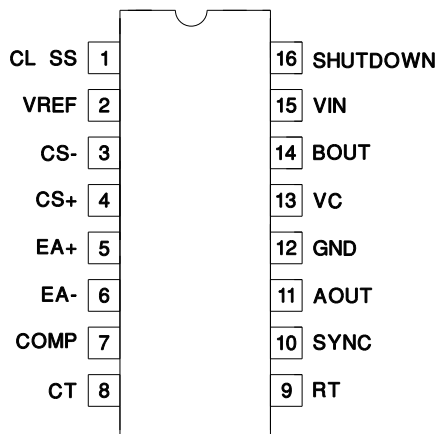 CL SS 1 16 SHUTDOWN
VREF 2 15 VIN
CS- 3 14 BOUT
CS+ 4 13 VC
EA+ 5 12 GND
EA- 6 11 AOUT
COMP 7 10 SYNC
CT 8 9 RT